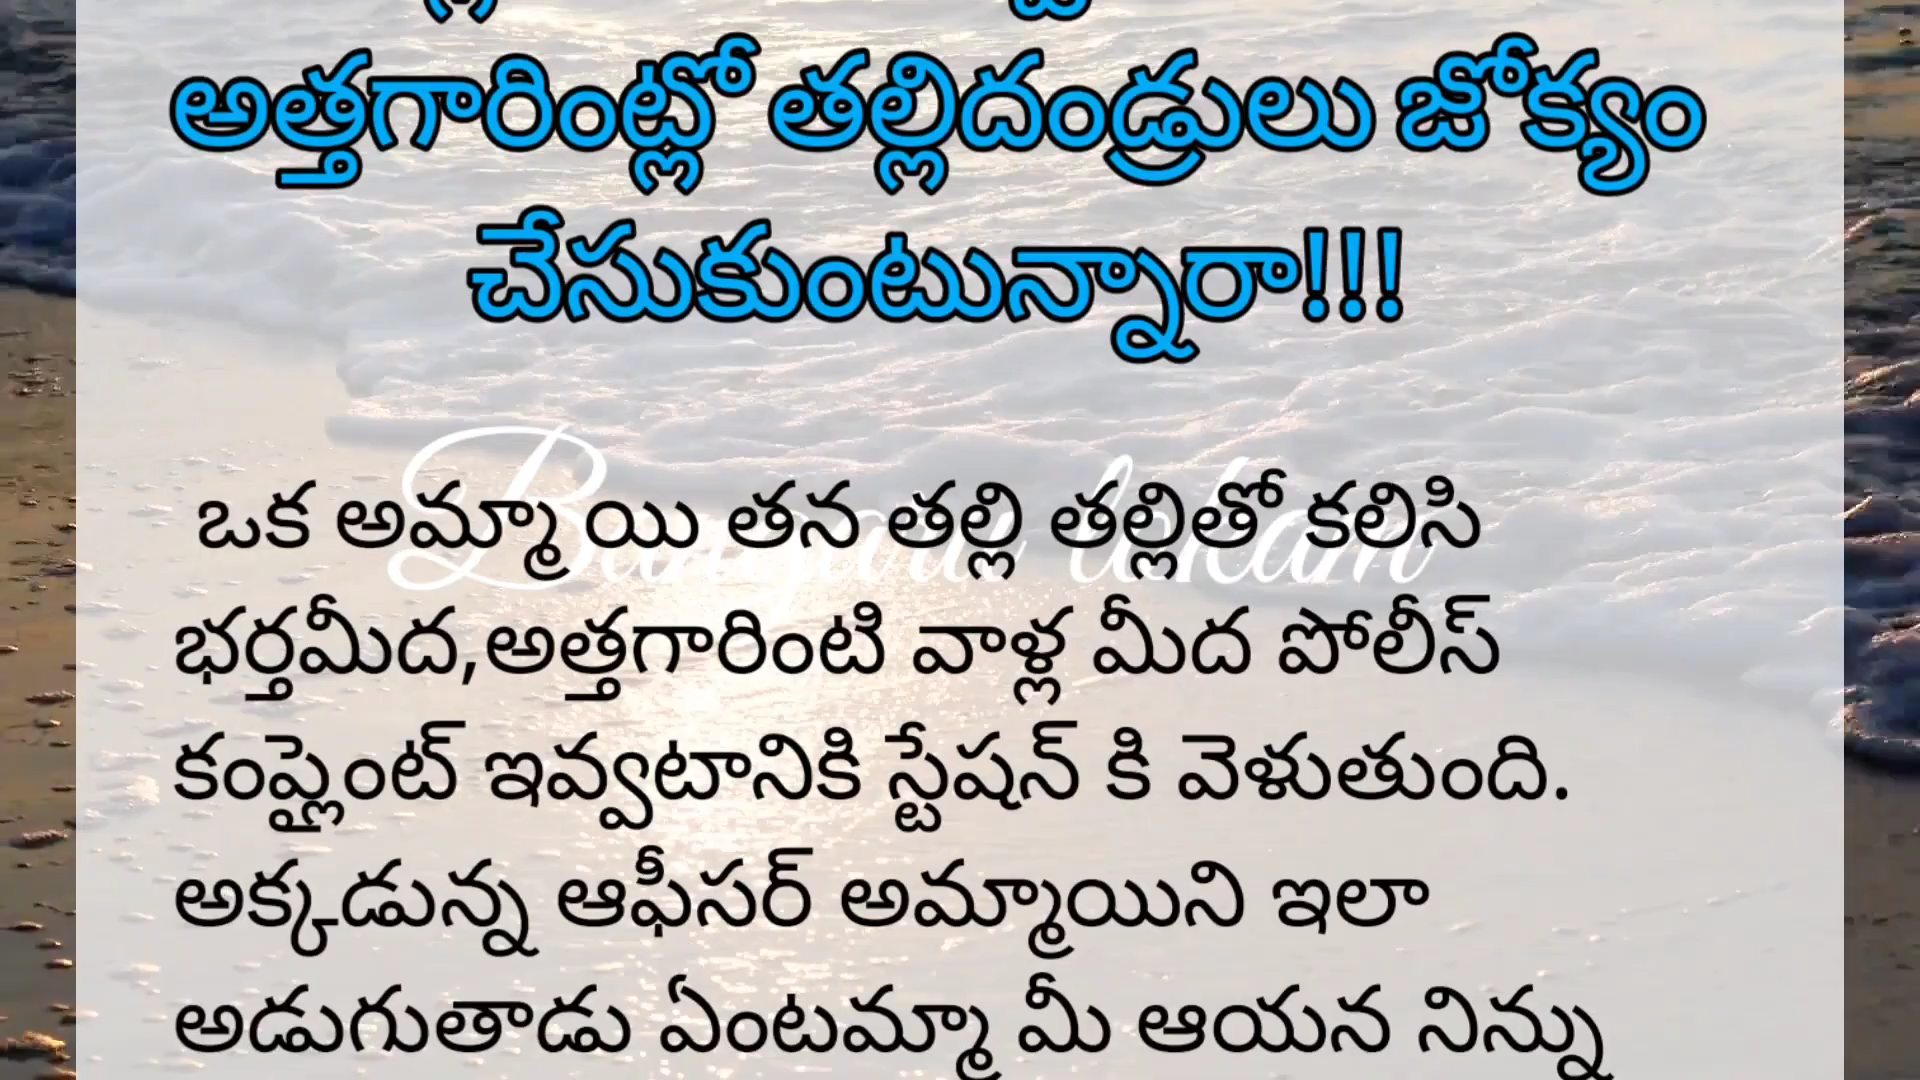 అత్తగారింట్లో తల్లిదండ్రులు జోక్యం
చేసుకుంటున్నారా!!!
ఒక అమ్మాయి తన తల్లి తల్లితో కలిసి
భర్తమీద,అత్తగారింటి వాళ్ల మీద పోలీస్
కంప్లైంట్ ఇవ్వటానికి స్టేషన్ కి వెళుతుంది.
అక్కడున్న ఆఫీసర్ అమ్మాయిని ఇలా
అడుగుతాడు ఏంటమ్మా మీ ఆయన నిన్ను